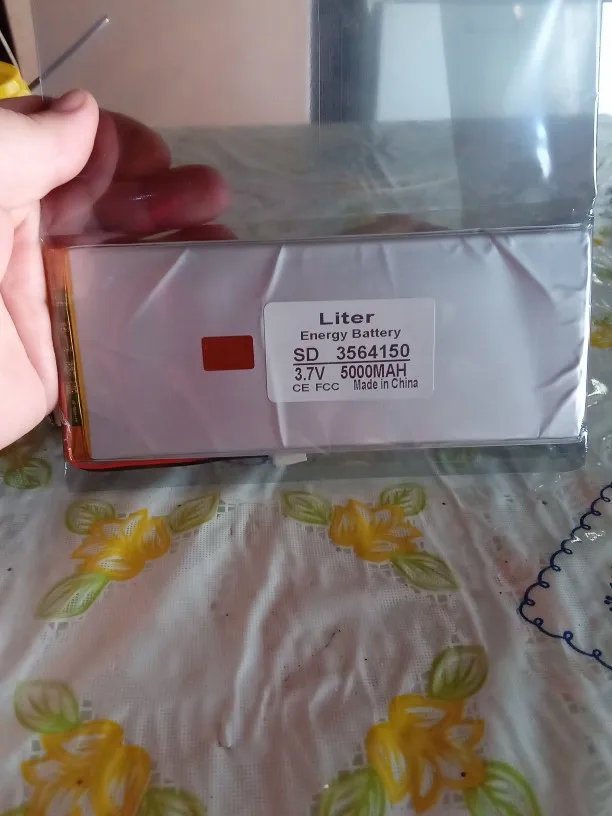 Liter
Energy Battery
SD 3564150
3.7V 5000MAH
CE FCC Made in China